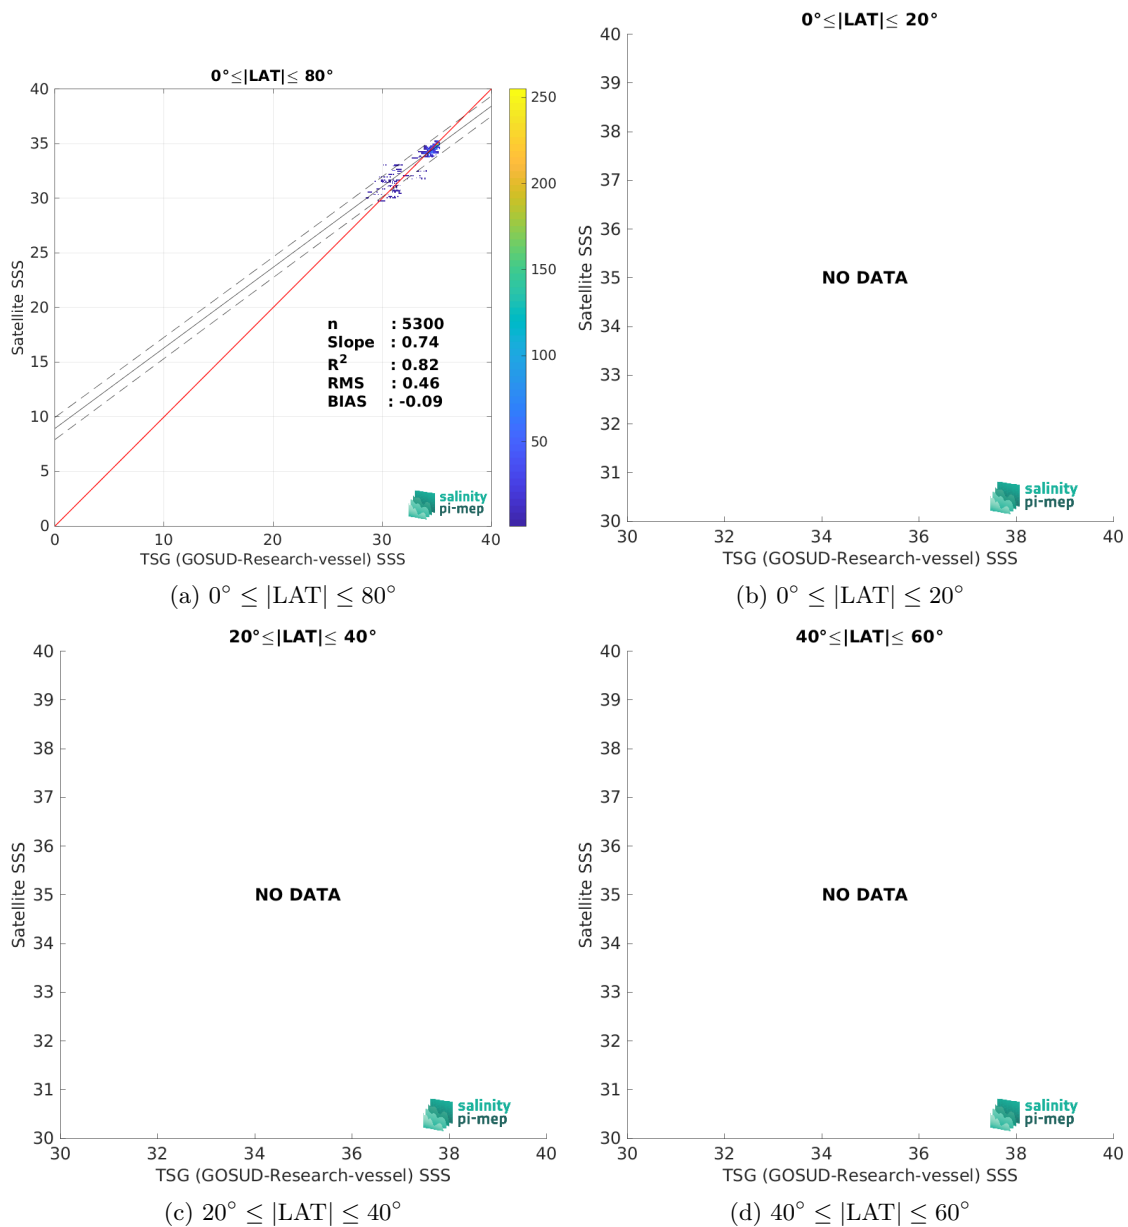 0°≤|LAT|≤ 80°
40
35
30
25
20
15
10
5
0
Satellite SSS
0
10
20
30
40
TSG (GOSUD-Research-vessel) SSS
250
200
150
100
50
n : 5300
Slope : 0.74
R² : 0.82
RMS : 0.46
BIAS : -0.09
salinity
pi-mep
(a) 0° ≤ |LAT| ≤ 80°
0°≤|LAT|≤ 20°
40
39
38
37
36
35
34
33
32
31
30
Satellite SSS
NO DATA
salinity
pi-mep
30
32
34
36
38
40
TSG (GOSUD-Research-vessel) SSS
(b) 0° ≤ |LAT| ≤ 20°
20°≤|LAT|≤ 40°
40
39
38
37
36
35
34
33
32
31
30
Satellite SSS
NO DATA
salinity
pi-mep
30
32
34
36
38
40
TSG (GOSUD-Research-vessel) SSS
(c) 20° ≤ |LAT| ≤ 40°
40°≤|LAT|≤ 60°
40
39
38
37
36
35
34
33
32
31
30
Satellite SSS
NO DATA
salinity
pi-mep
30
32
34
36
38
40
TSG (GOSUD-Research-vessel) SSS
(d) 40° ≤ |LAT| ≤ 60°